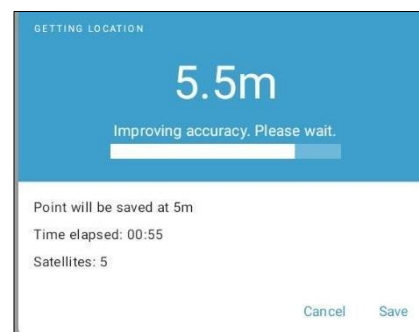 GETTING LOCATION
5.5m
Improving accuracy. Please wait.
Point will be saved at 5m
Time elapsed: 00:55
Satellites: 5
Cancel Save